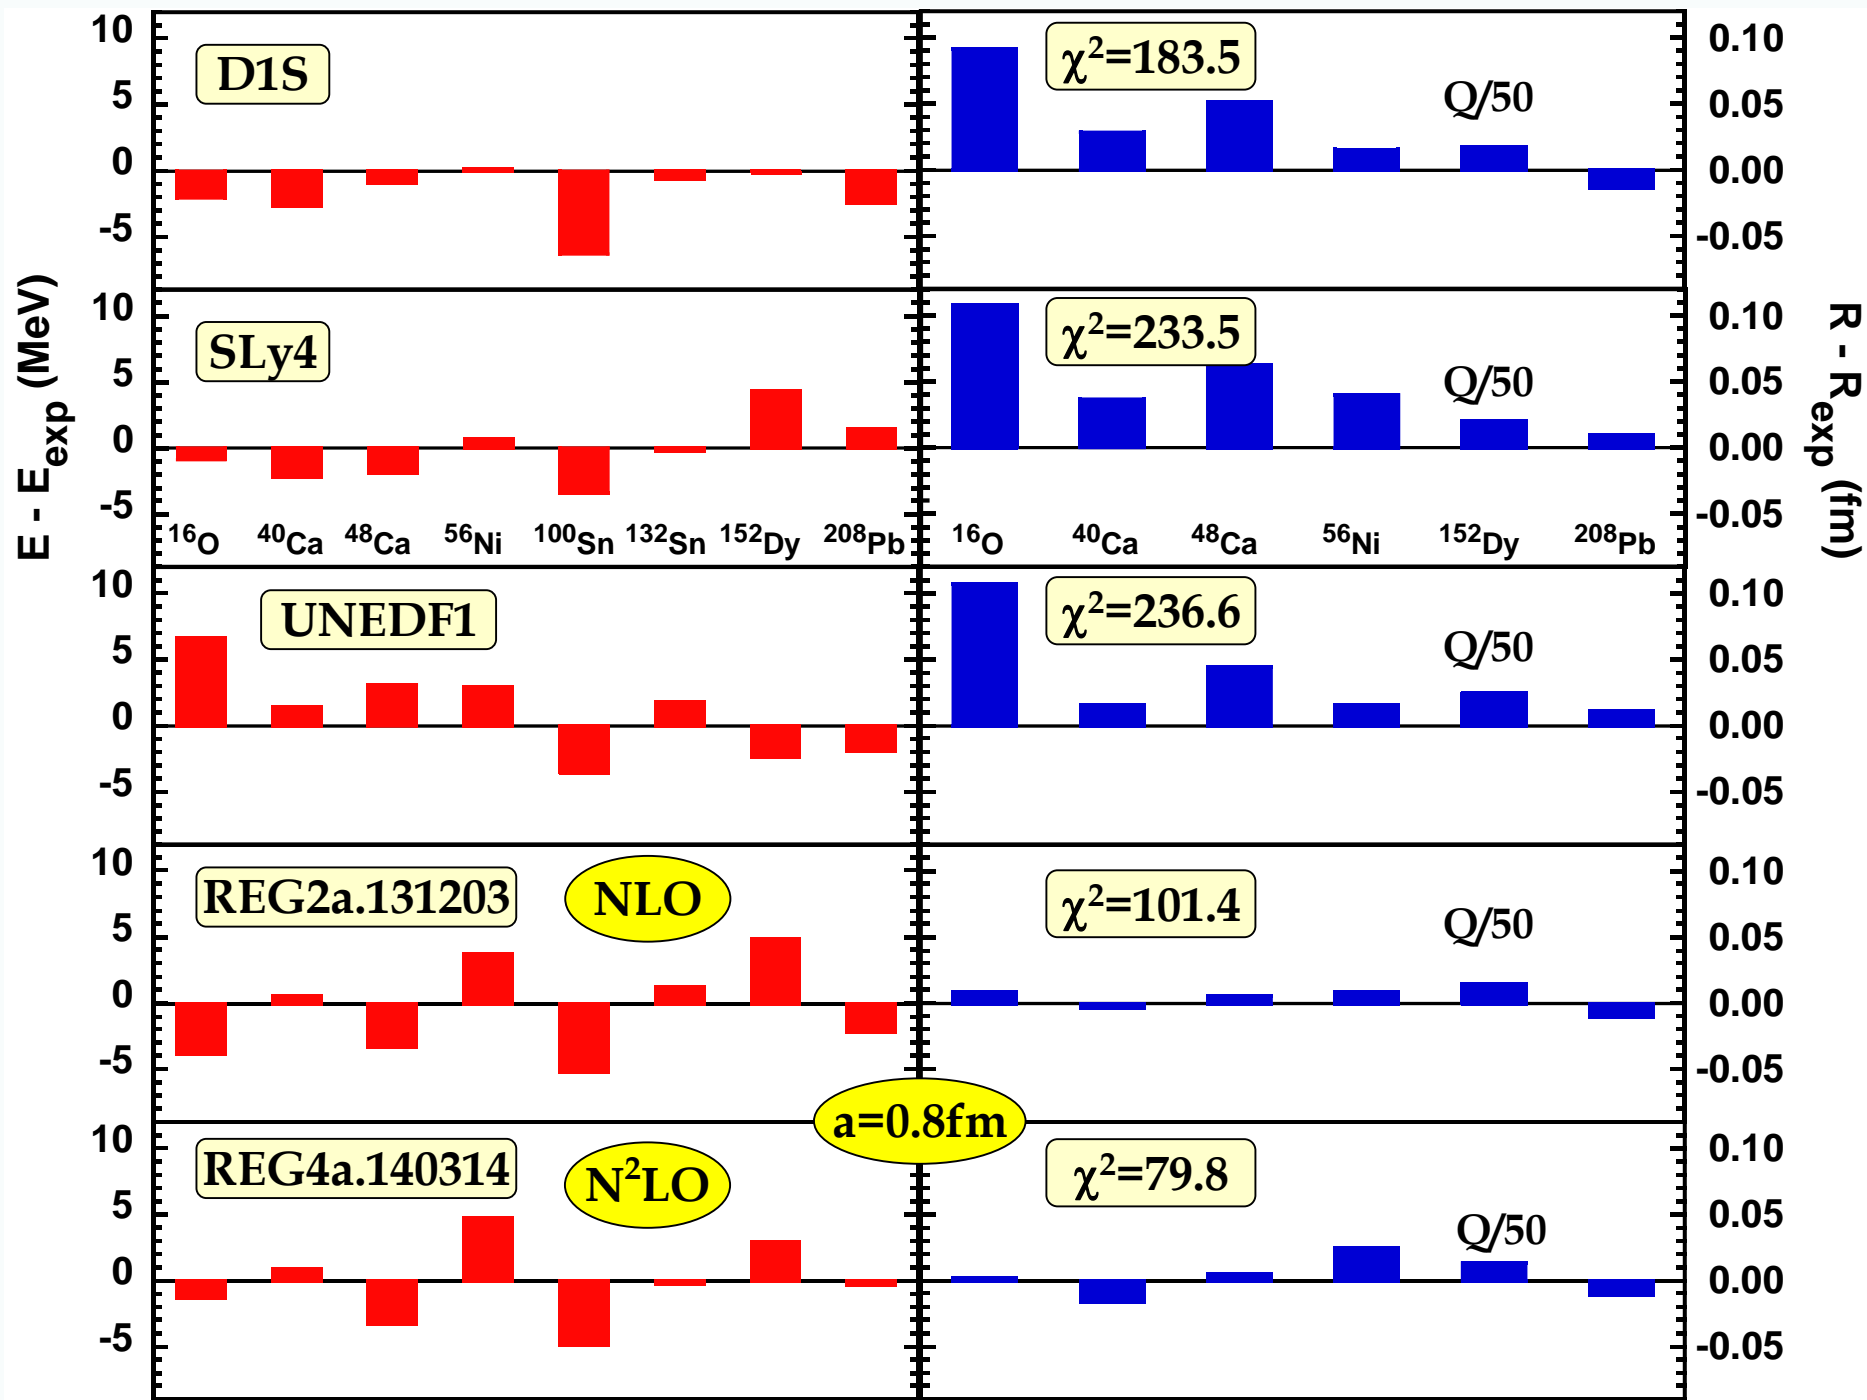 E - E_exp (MeV)
R - R_exp (fm)
10
5
0
-5
D1S
χ²=183.5
Q/50
0.10
0.05
0.00
-0.05
10
5
0
-5
SLy4
χ²=233.5
Q/50
0.10
0.05
0.00
-0.05
¹⁶O ⁴⁰Ca ⁴⁸Ca ⁵⁶Ni ¹⁰⁰Sn ¹³²Sn ¹⁵²Dy ²⁰⁸Pb
¹⁶O ⁴⁰Ca ⁴⁸Ca ⁵⁶Ni ¹⁵²Dy ²⁰⁸Pb
10
5
0
-5
UNEDF1
χ²=236.6
Q/50
0.10
0.05
0.00
-0.05
10
5
0
-5
REG2a.131203
NLO
χ²=101.4
Q/50
0.10
0.05
0.00
-0.05
a=0.8fm
10
5
0
-5
REG4a.140314
N²LO
χ²=79.8
Q/50
0.10
0.05
0.00
-0.05